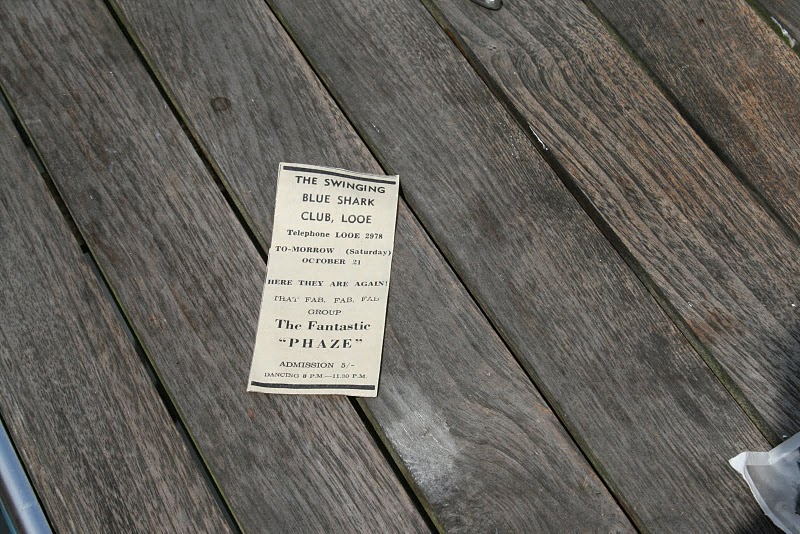 THE SWINGING
BLUE SHARK
CLUB, LOOE
Telephone LOOE 2978
TO-MORROW (Saturday)
OCTOBER 21
HERE THEY ARE AGAIN!
THAT FAB, FAB, FAB
GROUP
The Fantastic
"PHAZE"
ADMISSION 5/-
DANCING 8 P.M.—11.30 P.M.